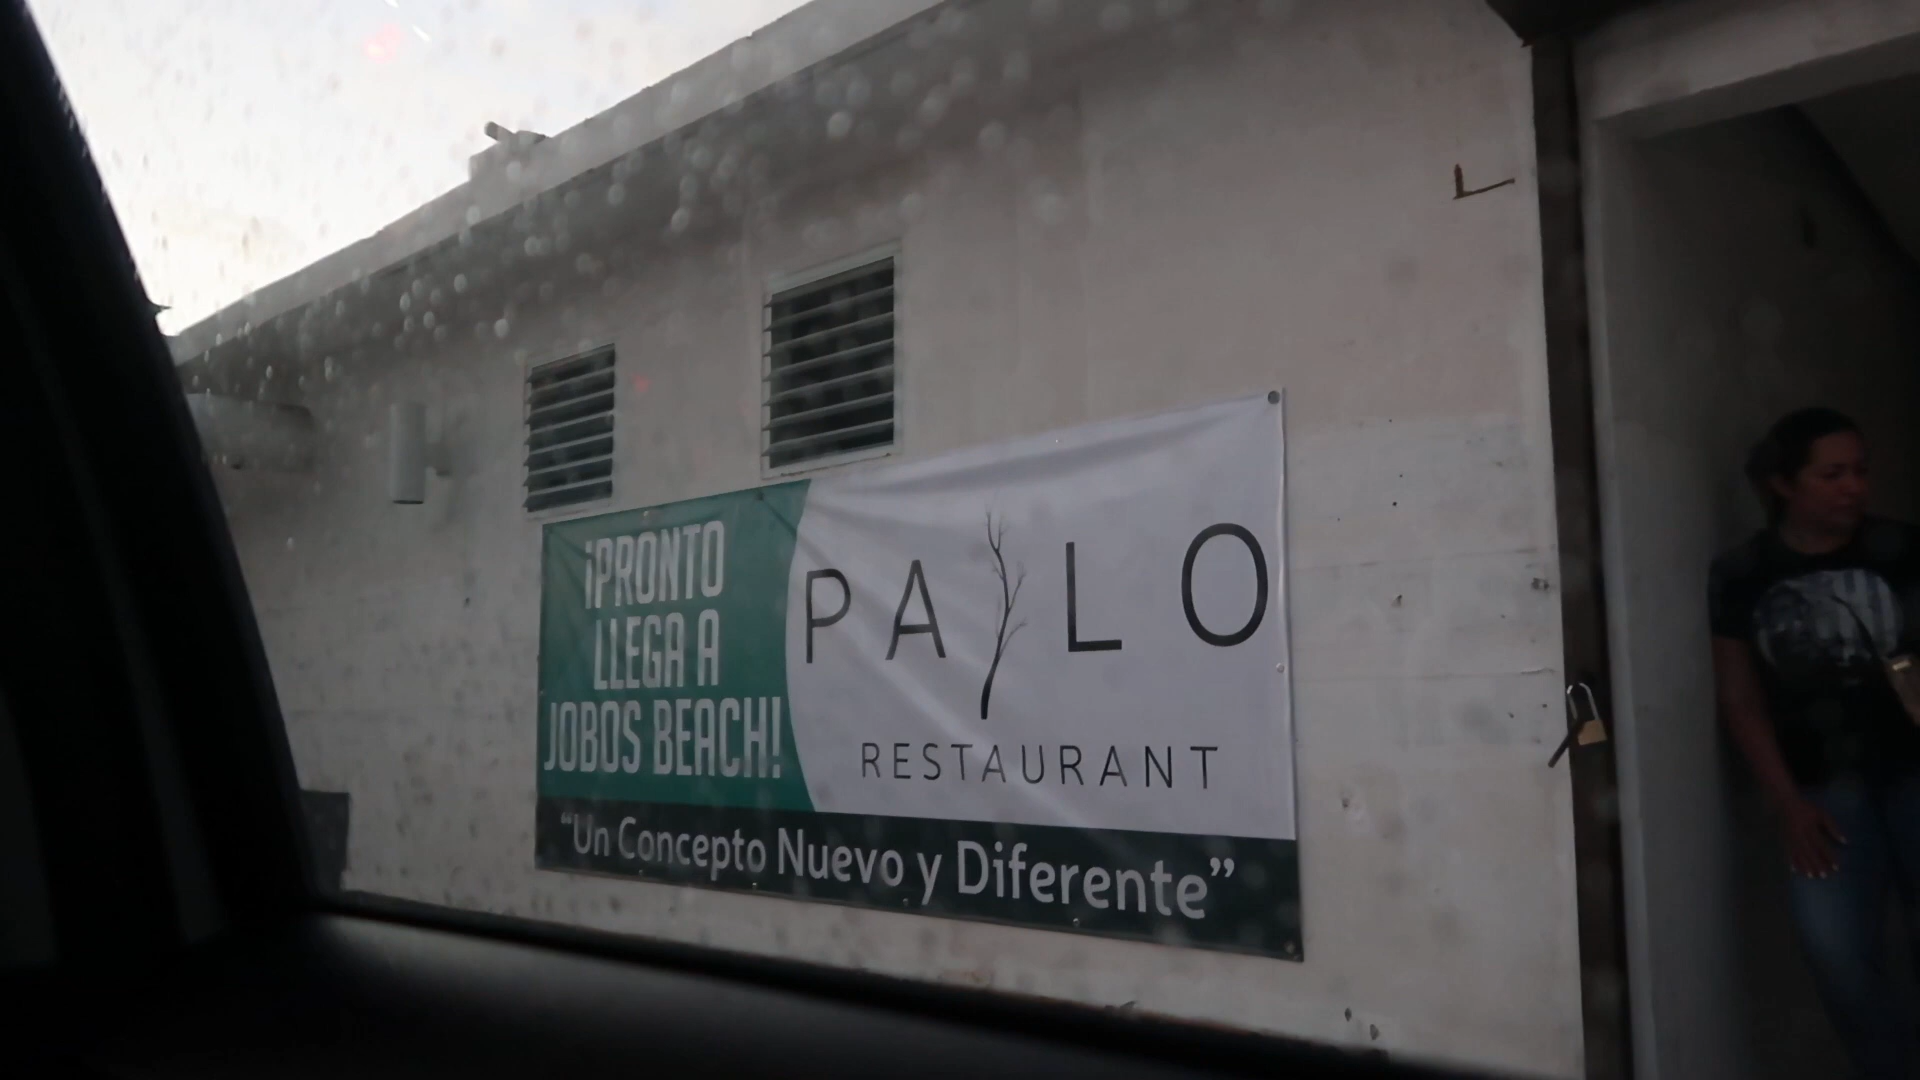 ¡PRONTO
LLEGA A
JOBOS BEACH!
PALO
RESTAURANT
“Un Concepto Nuevo y Diferente”